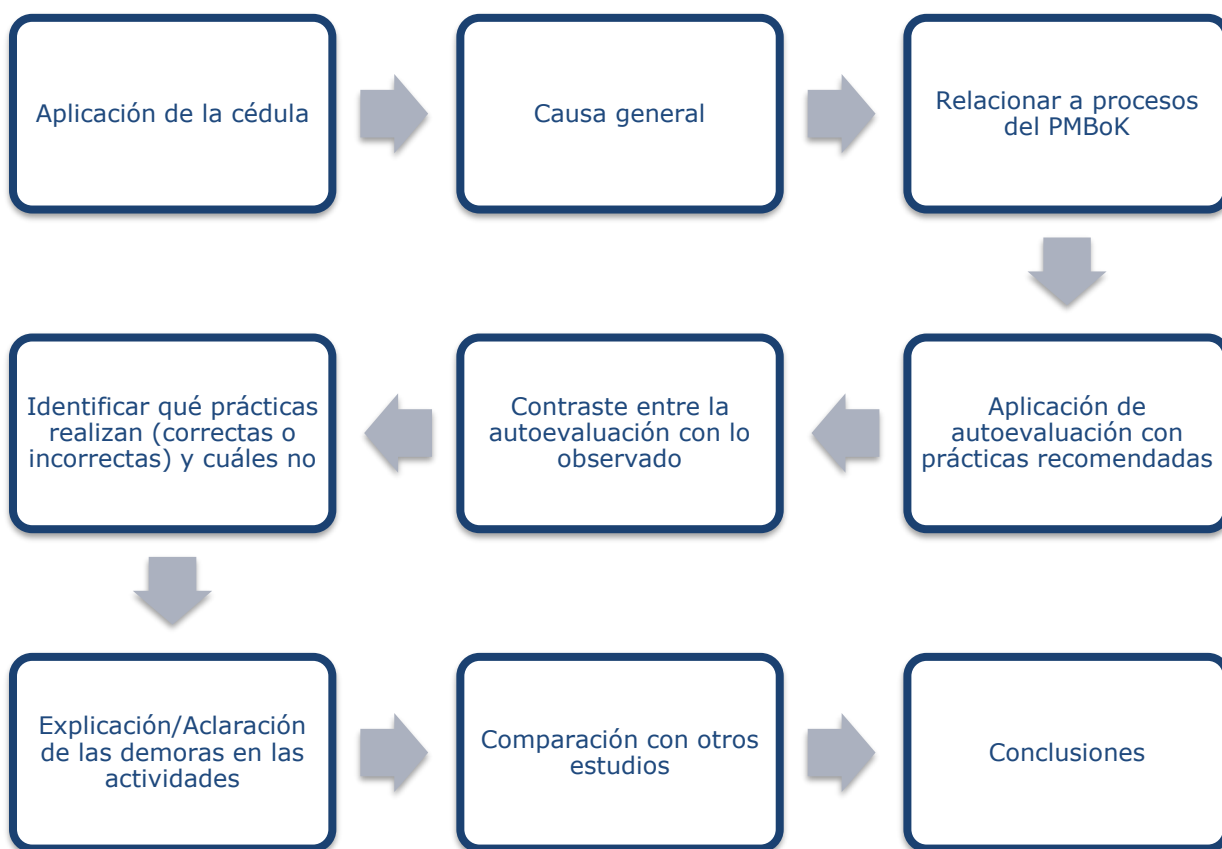 Aplicación de la cédula
Causa general
Relacionar a procesos
del PMBoK
Aplicación de
autoevaluación con
prácticas recomendadas
Contraste entre la
autoevaluación con lo
observado
Identificar qué prácticas
realizan (correctas o
incorrectas) y cuáles no
Explicación/Aclaración
de las demoras en las
actividades
Comparación con otros
estudios
Conclusiones